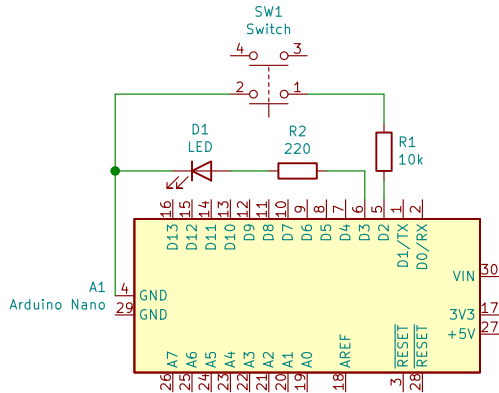 SW1
Switch
4 3
2 1
D1
LED
R2
220
R1
10k
16 15 14 13 12 11 10 9 8 7 6 5 1 2
D13 D12 D11 D10 D9 D8 D7 D6 D5 D4 D3 D2 D1/TX D0/RX
A1
Arduino Nano
4 GND
29 GND
VIN 30
3V3 17
+5V 27
A7 A6 A5 A4 A3 A2 A1 A0 AREF RESET RESET
26 25 24 23 22 21 20 19 18 3 28